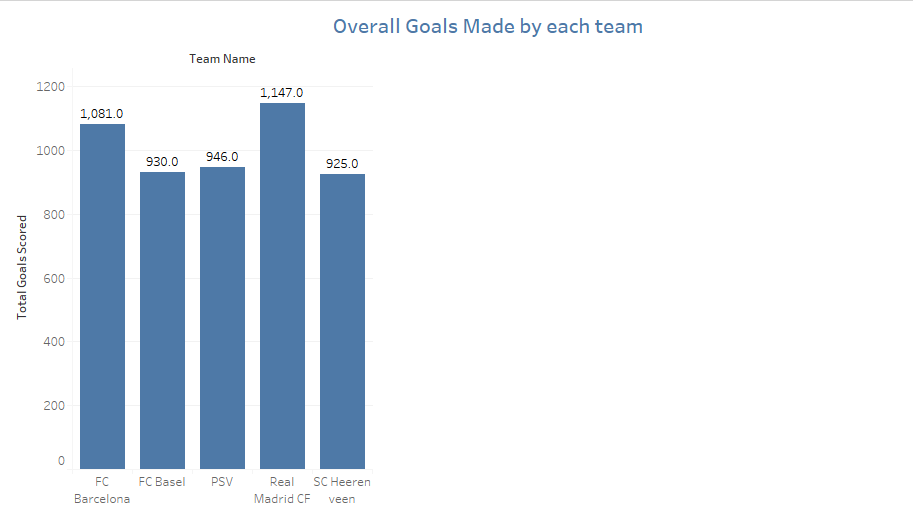 Overall Goals Made by each team
Team Name
Total Goals Scored
1200
1000
800
600
400
200
0
1,081.0
930.0
946.0
1,147.0
925.0
FC
Barcelona
FC Basel
PSV
Real
Madrid CF
SC Heeren
veen